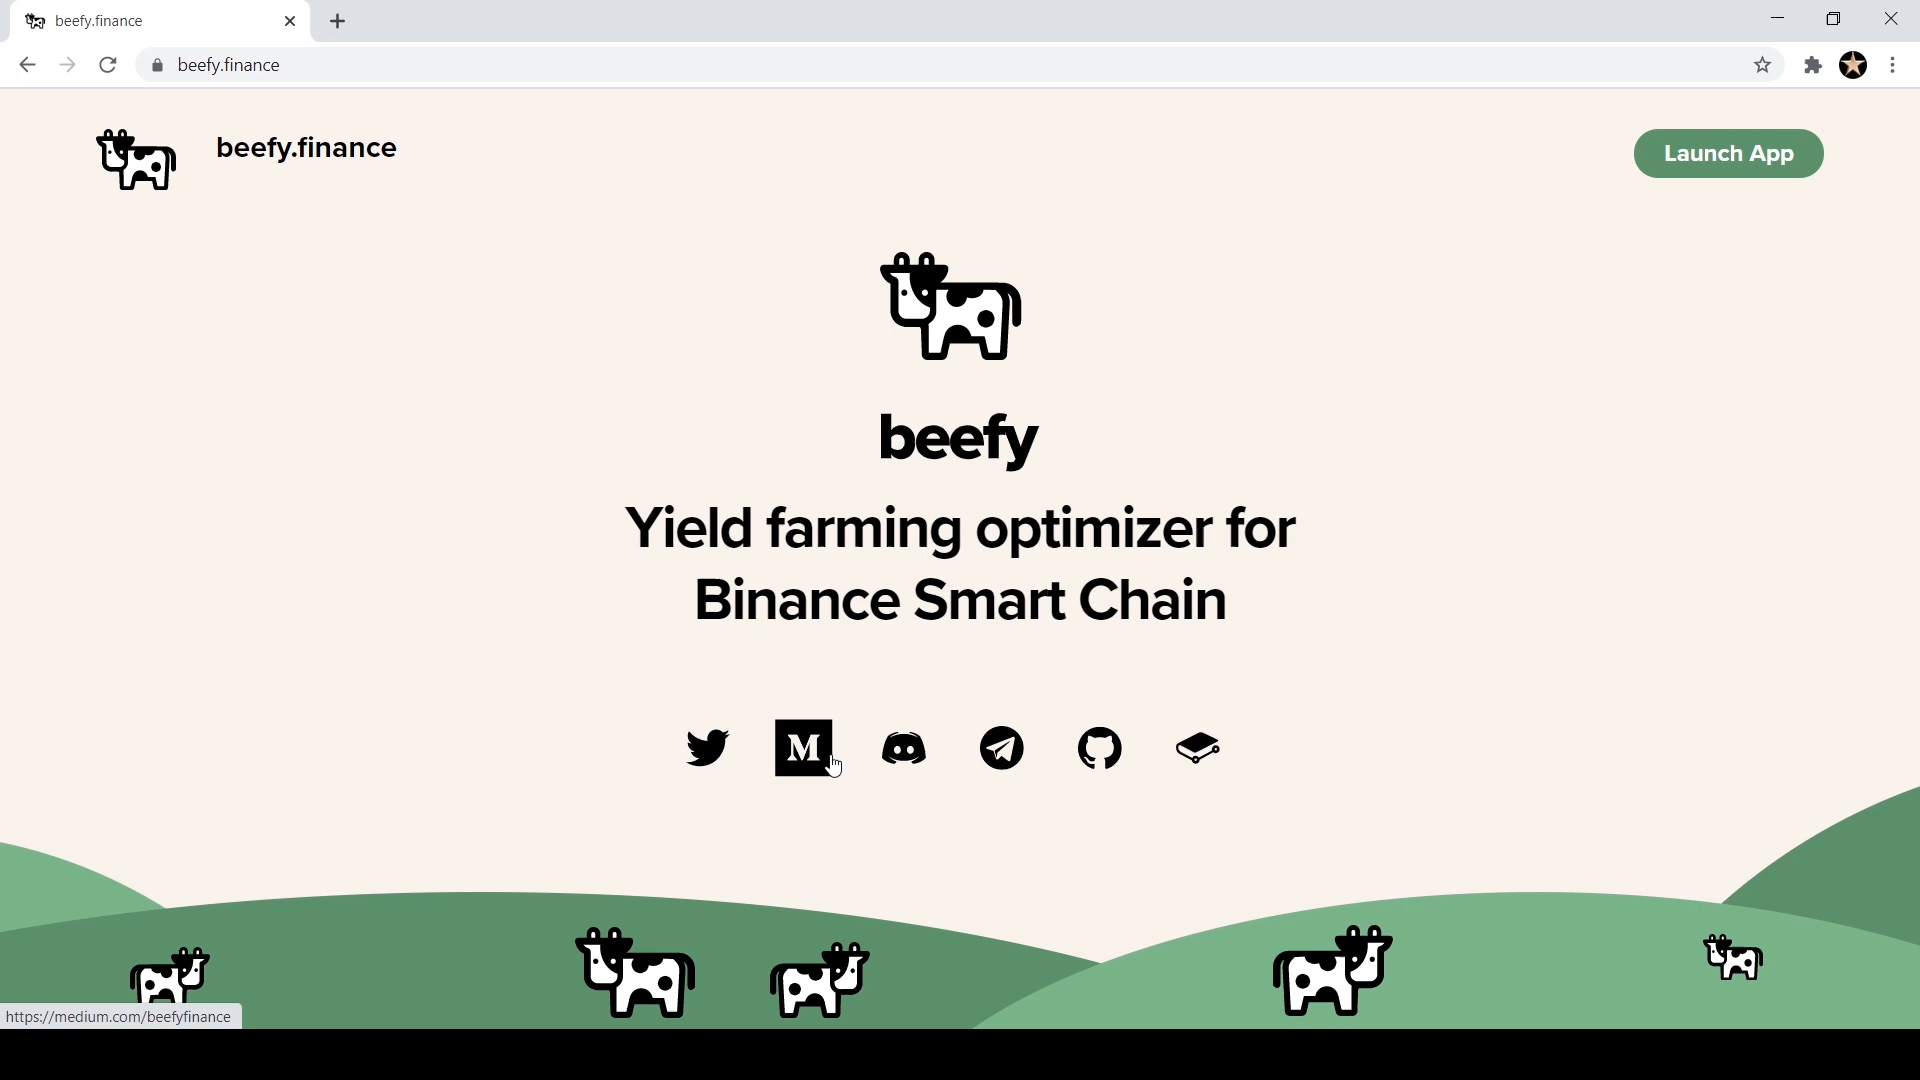 beefy.finance
beefy.finance
beefy.finance
Launch App
beefy
Yield farming optimizer for
Binance Smart Chain
M
https://medium.com/beefyfinance